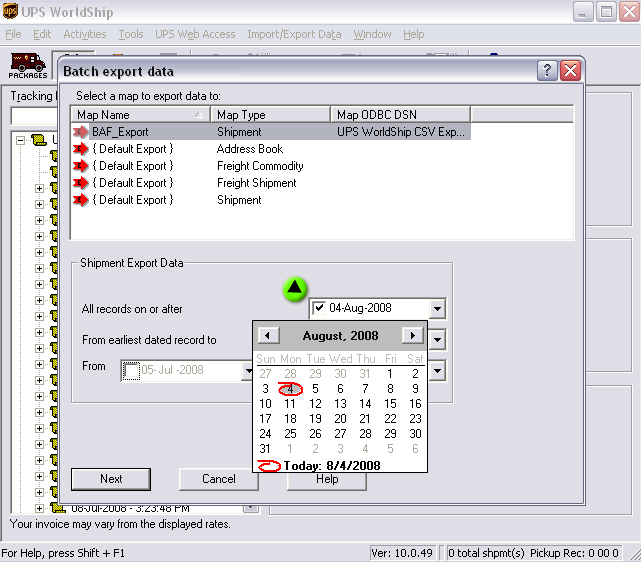 ups UPS WorldShip
File Edit Activities Tools UPS Web Access Import/Export Data Window Help
PACKAGES
Batch export data
Tracking
Select a map to export data to:
Map Name Map Type Map ODBC DSN
BAF_Export Shipment UPS WorldShip CSV Exp...
{ Default Export } Address Book
{ Default Export } Freight Commodity
{ Default Export } Freight Shipment
{ Default Export } Shipment
Shipment Export Data
All records on or after 04-Aug-2008
From earliest dated record to
From 05-Jul -2008
August, 2008
Sun Mon Tue Wed Thu Fri Sat
27 28 29 30 31 1 2
3 4 5 6 7 8 9
10 11 12 13 14 15 16
17 18 19 20 21 22 23
24 25 26 27 28 29 30
31 1 2 3 4 5 6
Today: 8/4/2008
Next Cancel Help
08-Jul-2008 - 3:23:48 PM
Your invoice may vary from the displayed rates.
For Help, press Shift + F1 Ver: 10.0.49 0 total shpmt(s) Pickup Rec: 0 00 0